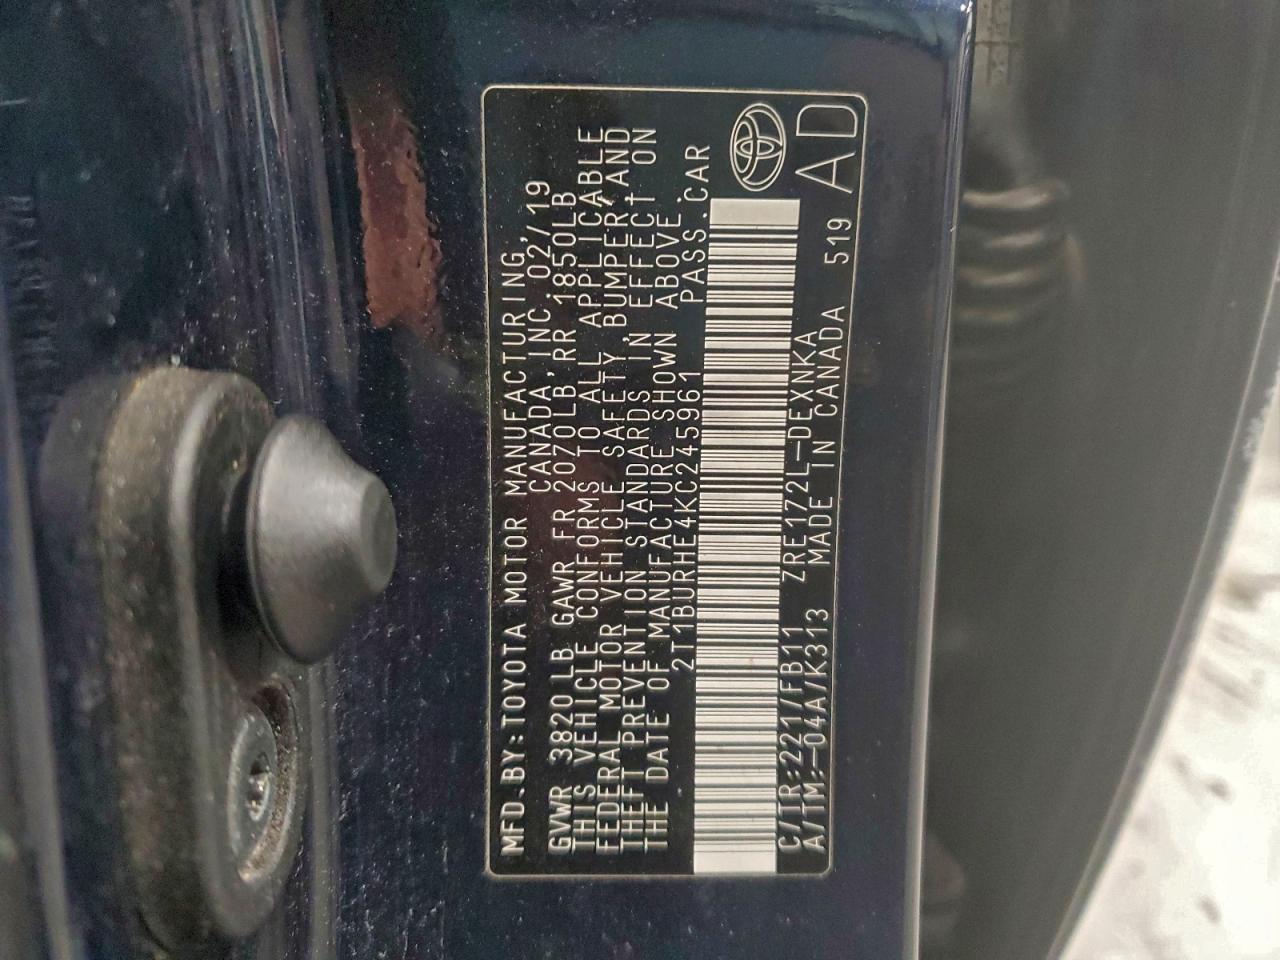 MFD.BY:TOYOTA MOTOR MANUFACTURING,
CANADA,INC. 02/19
GVWR 3820LB GAWR FR 2070LB,RR 1850LB
THIS VEHICLE CONFORMS TO ALL APPLICABLE
FEDERAL MOTOR VEHICLE SAFETY,BUMPER,AND
THEFT PREVENTION STANDARDS IN EFFECT ON
THE DATE OF MANUFACTURE SHOWN ABOVE.
2T1BURHE4KC245961 PASS.CAR
C/TR:221/FB11 ZRE172L-DEXNKA
A/TM:-04A/K313 MADE IN CANADA 519
AD